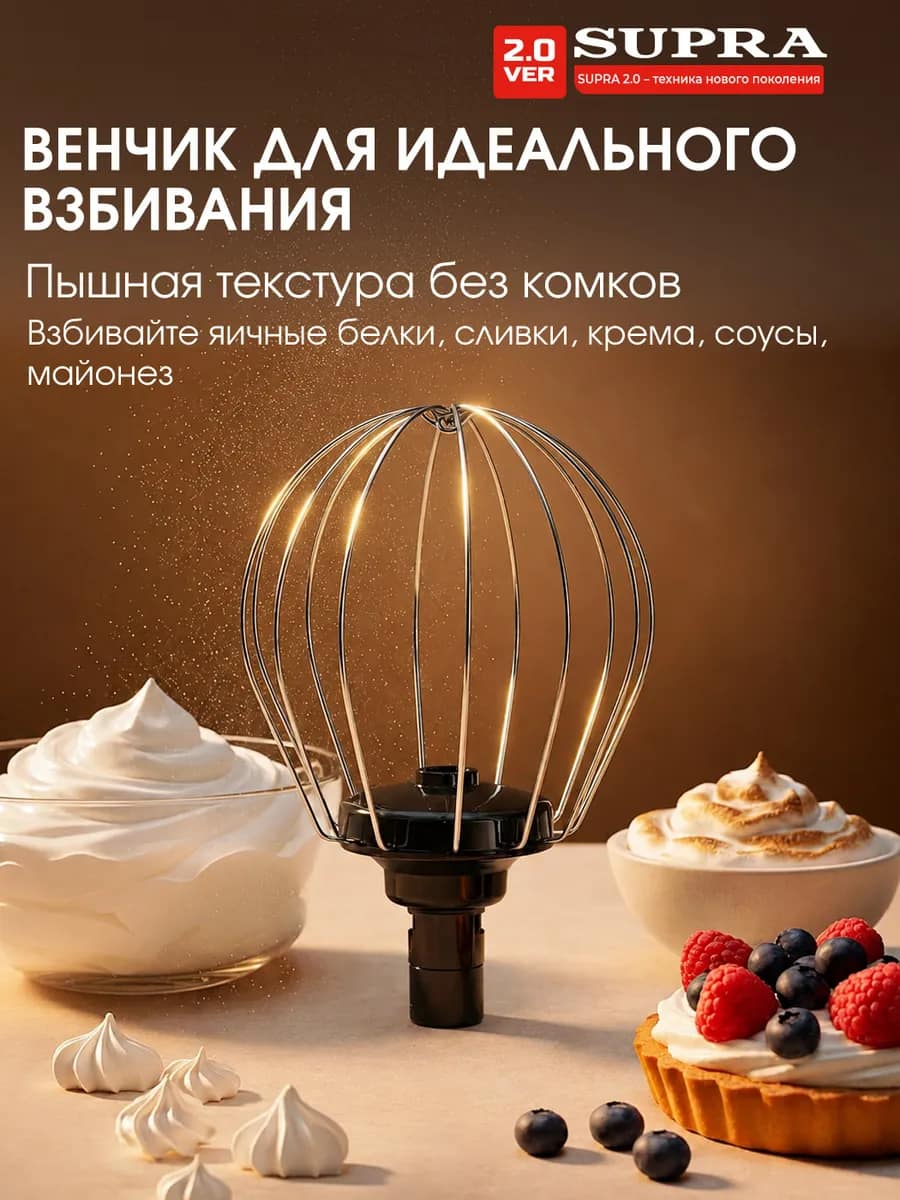 2.0
VER
SUPRA
SUPRA 2.0 – техника нового поколения
ВЕНЧИК ДЛЯ ИДЕАЛЬНОГО
ВЗБИВАНИЯ
Пышная текстура без комков
Взбивайте яичные белки, сливки, крема, соусы,
майонез